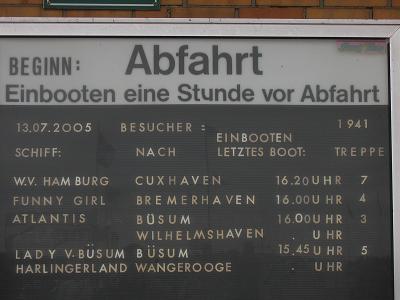 BEGINN: Abfahrt
Einbooten eine Stunde vor Abfahrt
13.07.2005 BESUCHER: 1941
EINBOOTEN
SCHIFF: NACH LETZTES BOOT: TREPPE
W.V. HAMBURG CUXHAVEN 16.20 UHR 7
FUNNY GIRL BREMERHAVEN 16.00 UHR 4
ATLANTIS BÜSUM 16.00 UHR 3
WILHELMSHAVEN . UHR
LADY V. BÜSUM BÜSUM 15.45 UHR 5
HARLINGERLAND WANGEROOGE . UHR